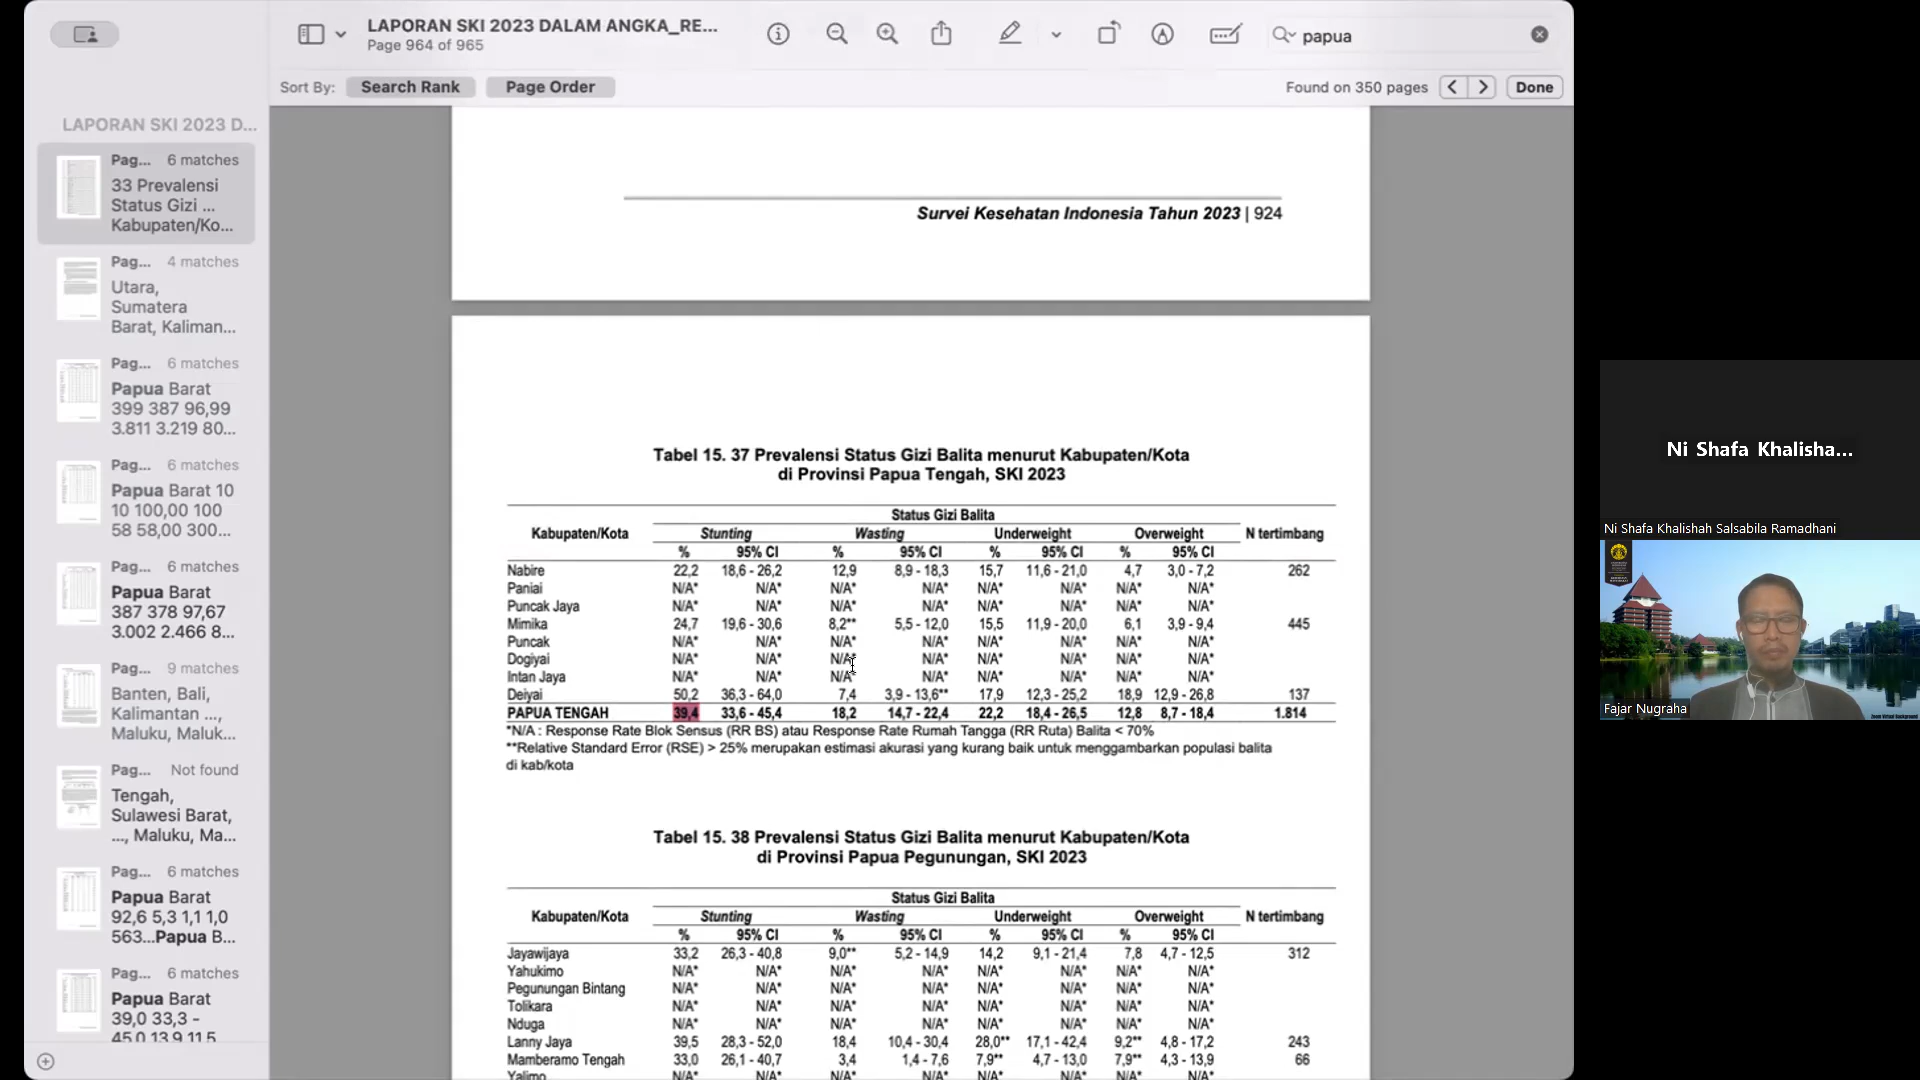 LAPORAN SKI 2023 DALAM ANGKA_RE...
Page 964 of 965
papua
Sort By: Search Rank Page Order
Found on 350 pages Done
LAPORAN SKI 2023 D...
Pag... 6 matches
33 Prevalensi
Status Gizi ...
Kabupaten/Ko...
Pag... 4 matches
Utara,
Sumatera
Barat, Kaliman...
Pag... 6 matches
Papua Barat
399 387 96,99
3.811 3.219 80...
Pag... 6 matches
Papua Barat 10
10 100,00 100
58 58,00 300...
Pag... 6 matches
Papua Barat
387 378 97,67
3.002 2.466 8...
Pag... 9 matches
Banten, Bali,
Kalimantan ...,
Maluku, Maluk...
Pag... Not found
Tengah,
Sulawesi Barat,
..., Maluku, Ma...
Pag... 6 matches
Papua Barat
92,6 5,3 1,1 1,0
563...Papua B...
Pag... 6 matches
Papua Barat
39,0 33,3 -
45,0 13,9 11,5
Survei Kesehatan Indonesia Tahun 2023 | 924
Tabel 15. 37 Prevalensi Status Gizi Balita menurut Kabupaten/Kota
di Provinsi Papua Tengah, SKI 2023
Status Gizi Balita
Kabupaten/Kota Stunting Wasting Underweight Overweight N tertimbang
% 95% CI % 95% CI % 95% CI % 95% CI
Nabire 22,2 18,6 - 26,2 12,9 8,9 - 18,3 15,7 11,6 - 21,0 4,7 3,0 - 7,2 262
Paniai N/A* N/A* N/A* N/A* N/A* N/A* N/A* N/A*
Puncak Jaya N/A* N/A* N/A* N/A* N/A* N/A* N/A* N/A*
Mimika 24,7 19,6 - 30,6 8,2** 5,5 - 12,0 15,5 11,9 - 20,0 6,1 3,9 - 9,4 445
Puncak N/A* N/A* N/A* N/A* N/A* N/A* N/A* N/A*
Dogiyai N/A* N/A* N/A* N/A* N/A* N/A* N/A* N/A*
Intan Jaya N/A* N/A* N/A* N/A* N/A* N/A* N/A* N/A*
Deiyai 50,2 36,3 - 64,0 7,4 3,9 - 13,6** 17,9 12,3 - 25,2 18,9 12,9 - 26,8 137
PAPUA TENGAH 39,4 33,6 - 45,4 18,2 14,7 - 22,4 22,2 18,4 - 26,5 12,8 8,7 - 18,4 1.814
*N/A : Response Rate Blok Sensus (RR BS) atau Response Rate Rumah Tangga (RR Ruta) Balita < 70%
**Relative Standard Error (RSE) > 25% merupakan estimasi akurasi yang kurang baik untuk menggambarkan populasi balita
di kab/kota
Tabel 15. 38 Prevalensi Status Gizi Balita menurut Kabupaten/Kota
di Provinsi Papua Pegunungan, SKI 2023
Status Gizi Balita
Kabupaten/Kota Stunting Wasting Underweight Overweight N tertimbang
% 95% CI % 95% CI % 95% CI % 95% CI
Jayawijaya 33,2 26,3 - 40,8 9,0** 5,2 - 14,9 14,2 9,1 - 21,4 7,8 4,7 - 12,5 312
Yahukimo N/A* N/A* N/A* N/A* N/A* N/A* N/A* N/A*
Pegunungan Bintang N/A* N/A* N/A* N/A* N/A* N/A* N/A* N/A*
Tolikara N/A* N/A* N/A* N/A* N/A* N/A* N/A* N/A*
Nduga N/A* N/A* N/A* N/A* N/A* N/A* N/A* N/A*
Lanny Jaya 39,5 28,3 - 52,0 18,4 10,4 - 30,4 28,0** 17,1 - 42,4 9,2** 4,8 - 17,2 243
Mamberamo Tengah 33,0 26,1 - 40,7 3,4 1,4 - 7,6 7,9** 4,7 - 13,0 7,9** 4,3 - 13,9 66
Yalimo N/A* N/A* N/A* N/A* N/A* N/A* N/A* N/A*
Ni Shafa Khalisha...
Ni Shafa Khalishah Salsabila Ramadhani
Fajar Nugraha